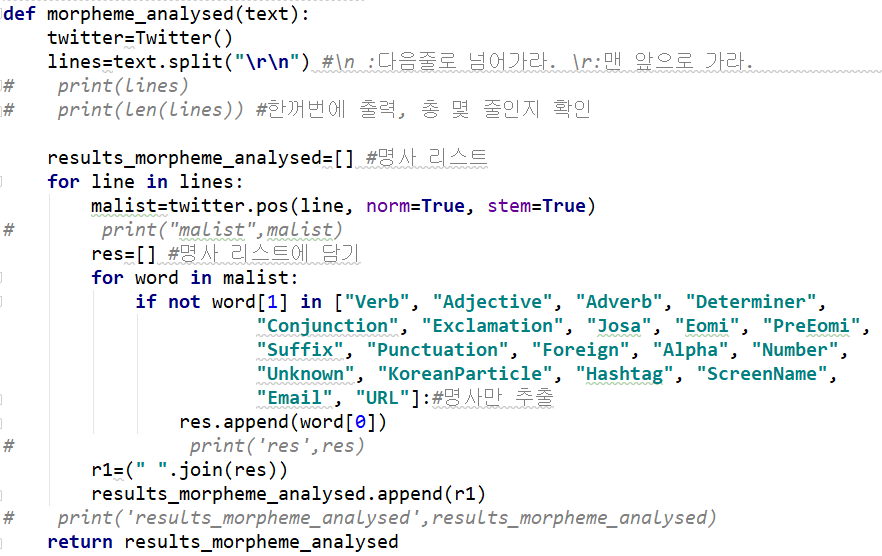 def morpheme_analysed(text):
    twitter=Twitter()
    lines=text.split("\r\n") #\n :다음줄로 넘어가라. \r:맨 앞으로 가라.
#    print(lines)
#    print(len(lines)) #한꺼번에 출력, 총 몇 줄인지 확인
    results_morpheme_analysed=[] #명사 리스트
    for line in lines:
        malist=twitter.pos(line, norm=True, stem=True)
#        print("malist",malist)
        res=[] #명사 리스트에 담기
        for word in malist:
            if not word[1] in ["Verb", "Adjective", "Adverb", "Determiner",
                       "Conjunction", "Exclamation", "Josa", "Eomi", "PreEomi",
                       "Suffix", "Punctuation", "Foreign", "Alpha", "Number",
                       "Unknown", "KoreanParticle", "Hashtag", "ScreenName",
                       "Email", "URL"]:#명사만 추출
                res.append(word[0])
#                print('res',res)
        r1=(" ".join(res))
        results_morpheme_analysed.append(r1)
#    print('results_morpheme_analysed',results_morpheme_analysed)
    return results_morpheme_analysed